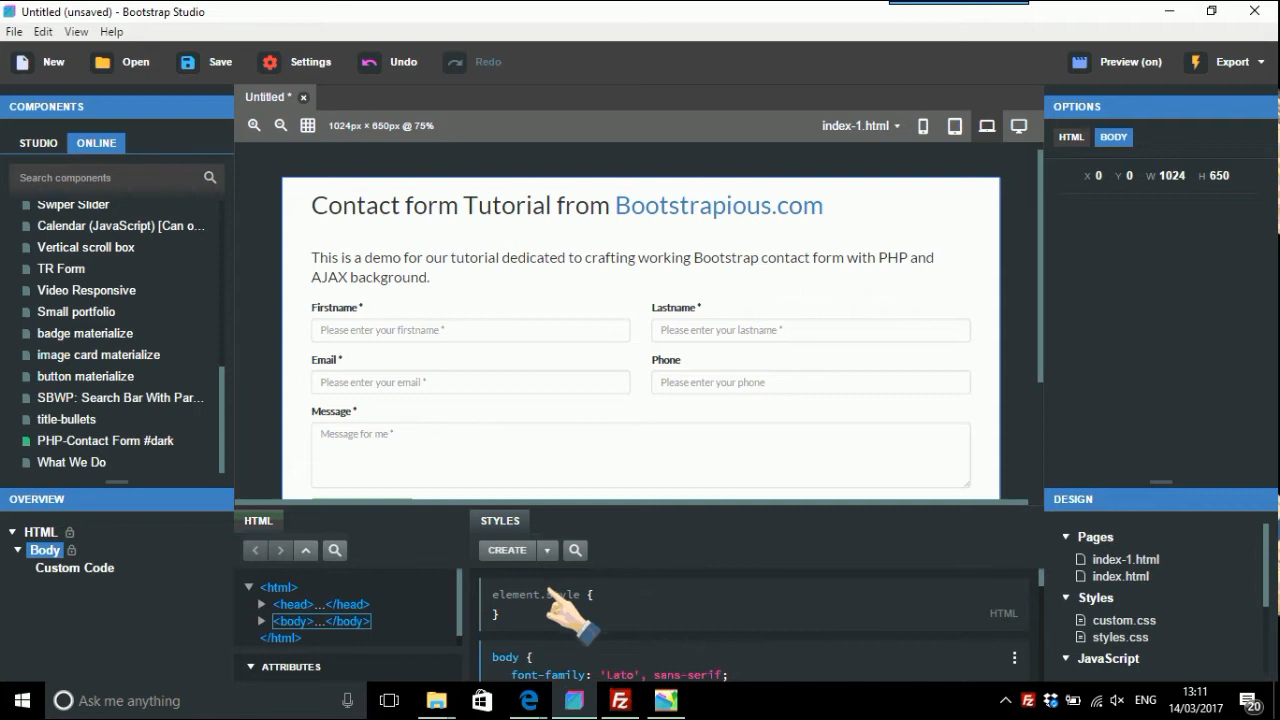 Untitled (unsaved) - Bootstrap Studio
File Edit View Help
New Open Save Settings Undo Redo Preview (on) Export
COMPONENTS
STUDIO ONLINE
Search components
Swiper Slider
Calendar (JavaScript) [Can o...
Vertical scroll box
TR Form
Video Responsive
Small portfolio
badge materialize
image card materialize
button materialize
SBWP: Search Bar With Par...
title-bullets
PHP-Contact Form #dark
What We Do
OVERVIEW
HTML
Body
Custom Code
Untitled *
1024px × 650px @ 75%
index-1.html
Contact form Tutorial from Bootstrapious.com
This is a demo for our tutorial dedicated to crafting working Bootstrap contact form with PHP and
AJAX background.
Firstname * Lastname *
Please enter your firstname * Please enter your lastname *
Email * Phone
Please enter your email * Please enter your phone
Message *
Message for me *
HTML
<html>
<head>...</head>
<body>...</body>
</html>
ATTRIBUTES
STYLES
CREATE
element.style {
}
HTML
body {
font-family: 'Lato', sans-serif;
OPTIONS
HTML BODY
X 0 Y 0 W 1024 H 650
DESIGN
Pages
index-1.html
index.html
Styles
custom.css
styles.css
JavaScript
Ask me anything
ENG
13:11
14/03/2017
20